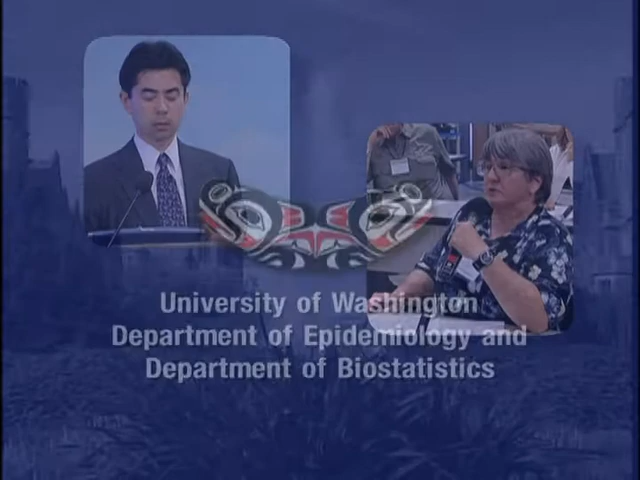 University of Washington
Department of Epidemiology and
Department of Biostatistics